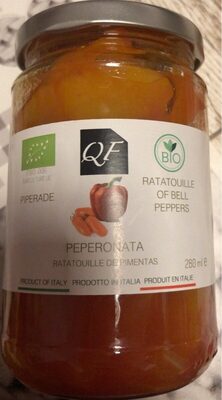 QF
BIO
PIPERADE
RATATOUILLE
OF BELL
PEPPERS
PEPERONATA
RATATOUILLE DE PIMENTAS
280 ml e
PRODUCT OF ITALY PRODOTTO IN ITALIA PRODUIT EN ITALIE